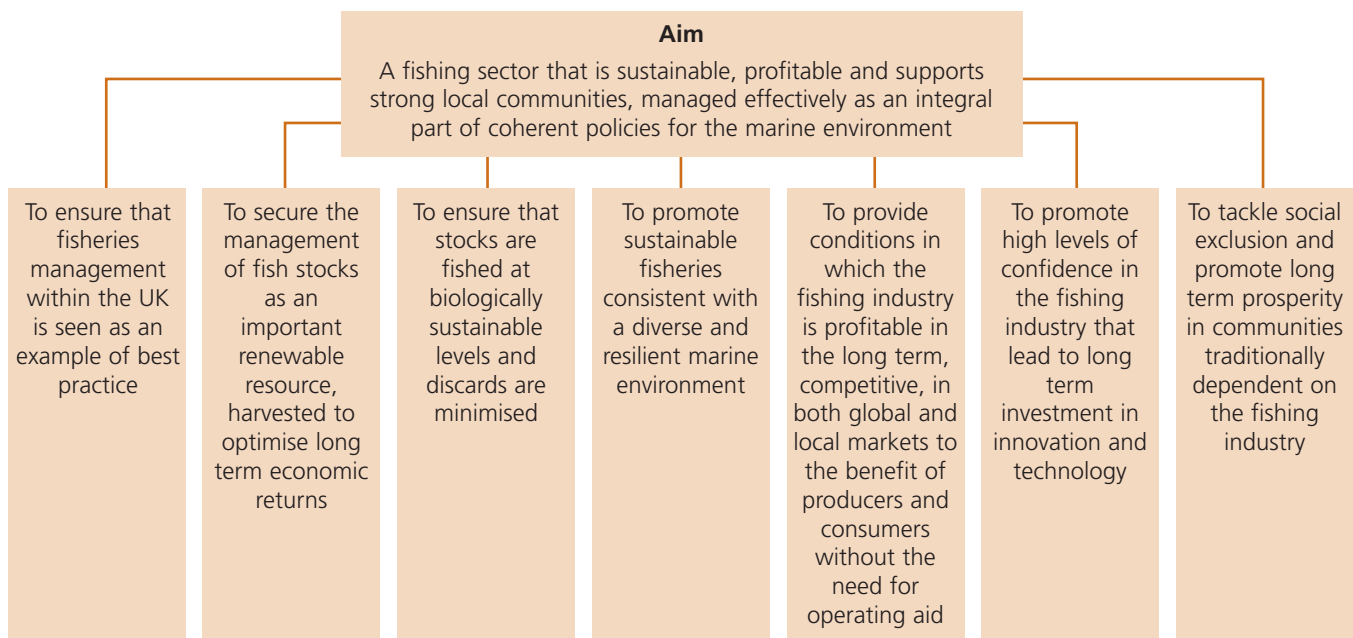 Aim
A fishing sector that is sustainable, profitable and supports
strong local communities, managed effectively as an integral
part of coherent policies for the marine environment
To ensure that
fisheries
management
within the UK
is seen as an
example of best
practice
To secure the
management
of fish stocks
as an
important
renewable
resource,
harvested to
optimise long
term economic
returns
To ensure that
stocks are
fished at
biologically
sustainable
levels and
discards are
minimised
To promote
sustainable
fisheries
consistent with
a diverse and
resilient marine
environment
To provide
conditions in
which the
fishing industry
is profitable in
the long term,
competitive, in
both global and
local markets to
the benefit of
producers and
consumers
without the
need for
operating aid
To promote
high levels of
confidence in
the fishing
industry that
lead to long
term
investment in
innovation and
technology
To tackle social
exclusion and
promote long
term prosperity
in communities
traditionally
dependent on
the fishing
industry